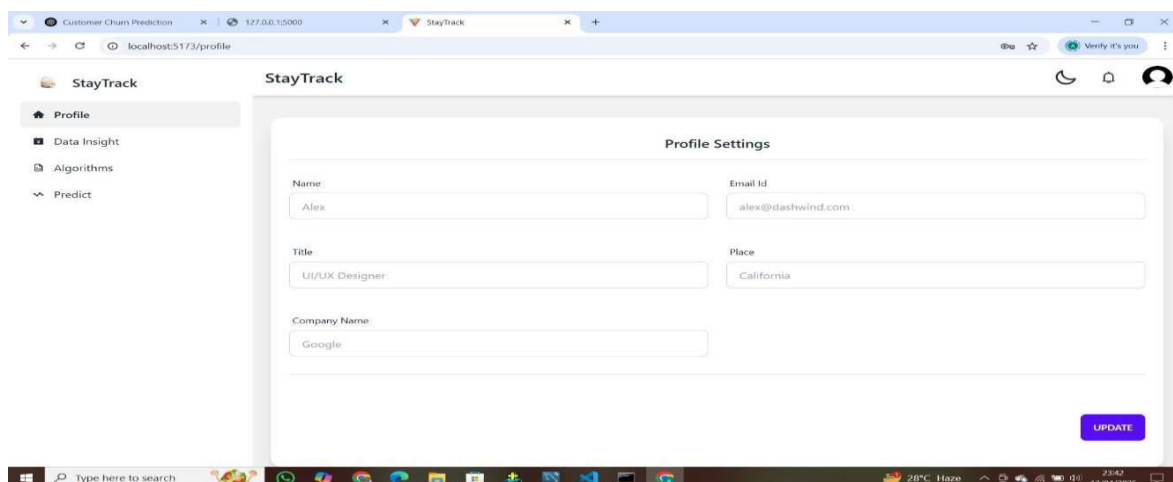 Customer Churn Prediction
127.0.0.1:5000
StayTrack
localhost:5173/profile
Verify it's you
StayTrack
StayTrack
Profile
Data Insight
Algorithms
Predict
Profile Settings
Name
Email Id
Alex
alex@dashwind.com
Title
Place
UI/UX Designer
California
Company Name
Google
UPDATE
Type here to search
28°C Haze
23:42